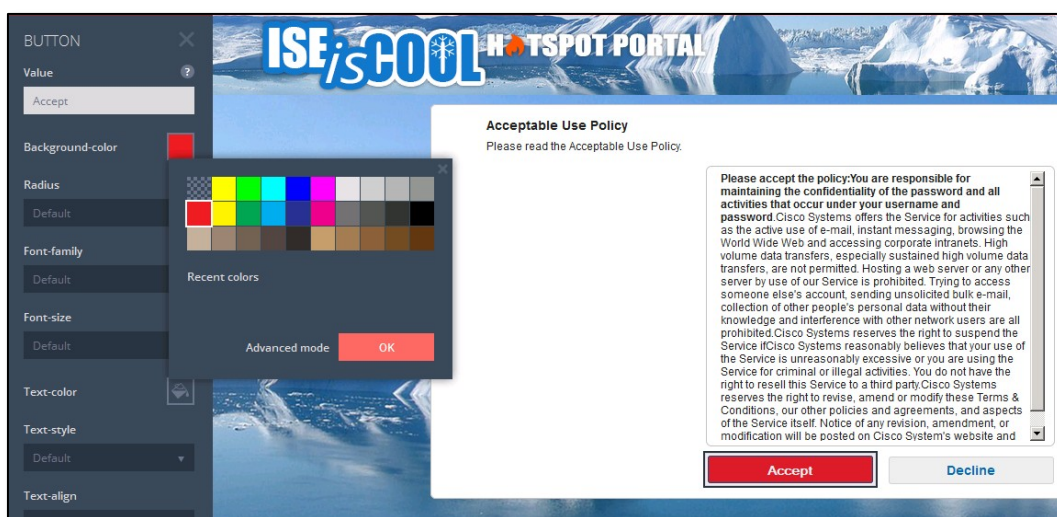 BUTTON
Value
?
Accept
Background-color
Radius
Default
Font-family
Default
Font-size
Default
Text-color
Text-style
Default
Text-align
Recent colors
Advanced mode
OK
ISE is COOL
HOTSPOT PORTAL
Acceptable Use Policy
Please read the Acceptable Use Policy.
Please accept the policy:You are responsible for
maintaining the confidentiality of the password and all
activities that occur under your username and
password.Cisco Systems offers the Service for activities such
as the active use of e-mail, instant messaging, browsing the
World Wide Web and accessing corporate intranets. High
volume data transfers, especially sustained high volume data
transfers, are not permitted. Hosting a web server or any other
server by use of our Service is prohibited. Trying to access
someone else's account, sending unsolicited bulk e-mail,
collection of other people's personal data without their
knowledge and interference with other network users are all
prohibited.Cisco Systems reserves the right to suspend the
Service ifCisco Systems reasonably believes that your use of
the Service is unreasonably excessive or you are using the
Service for criminal or illegal activities. You do not have the
right to resell this Service to a third party.Cisco Systems
reserves the right to revise, amend or modify these Terms &
Conditions, our other policies and agreements, and aspects
of the Service itself. Notice of any revision, amendment, or
modification will be posted on Cisco System's website and
Accept
Decline